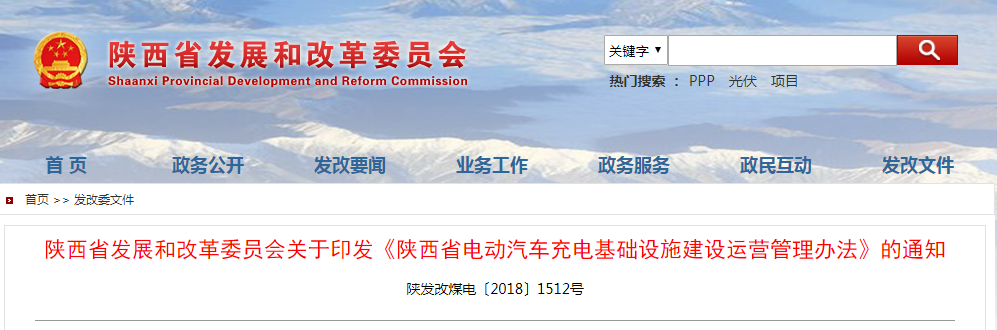 陕西省发展和改革委员会
Shaanxi Provincial Development and Reform Commission
关键字
热门搜索 : PPP 光伏 项目
首 页 政务公开 发改要闻 业务工作 政务服务 政民互动 发改文件
首页 >> 发改委文件
陕西省发展和改革委员会关于印发《陕西省电动汽车充电基础设施建设运营管理办法》的通知
陕发改煤电〔2018〕1512号